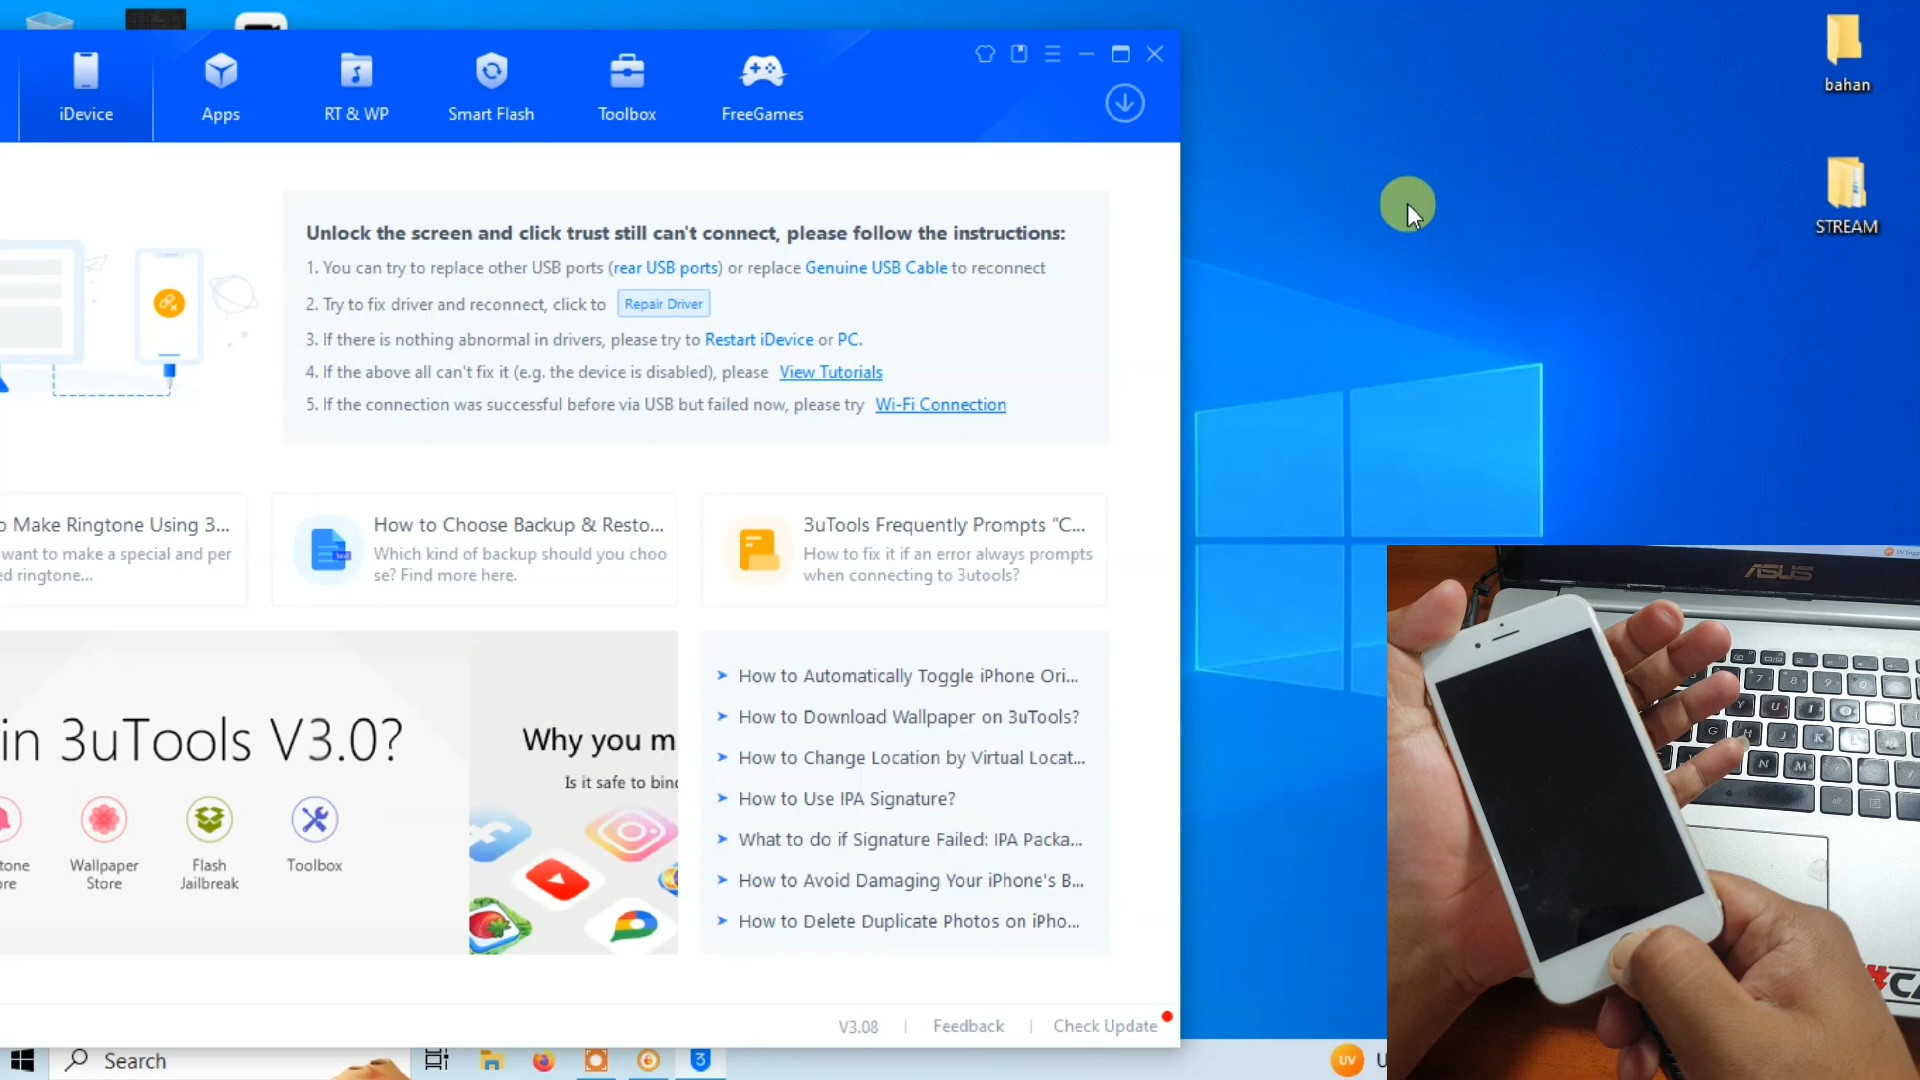 iDevice
Apps
RT & WP
Smart Flash
Toolbox
FreeGames
bahan
STREAM
Unlock the screen and click trust still can't connect, please follow the instructions:
1. You can try to replace other USB ports (rear USB ports) or replace Genuine USB Cable to reconnect
2. Try to fix driver and reconnect, click to Repair Driver
3. If there is nothing abnormal in drivers, please try to Restart iDevice or PC.
4. If the above all can't fix it (e.g. the device is disabled), please View Tutorials
5. If the connection was successful before via USB but failed now, please try Wi-Fi Connection
o Make Ringtone Using 3...
want to make a special and per
ed ringtone...
How to Choose Backup & Resto...
Which kind of backup should you choo
se? Find more here.
3uTools Frequently Prompts “C...
How to fix it if an error always prompts
when connecting to 3utools?
in 3uTools V3.0?
tone
ore
Wallpaper
Store
Flash
Jailbreak
Toolbox
Why you m
Is it safe to bind
How to Automatically Toggle iPhone Ori...
How to Download Wallpaper on 3uTools?
How to Change Location by Virtual Locat...
How to Use IPA Signature?
What to do if Signature Failed: IPA Packa...
How to Avoid Damaging Your iPhone's B...
How to Delete Duplicate Photos on iPho...
V3.08
Feedback
Check Update
Search
3
UV
ASUS